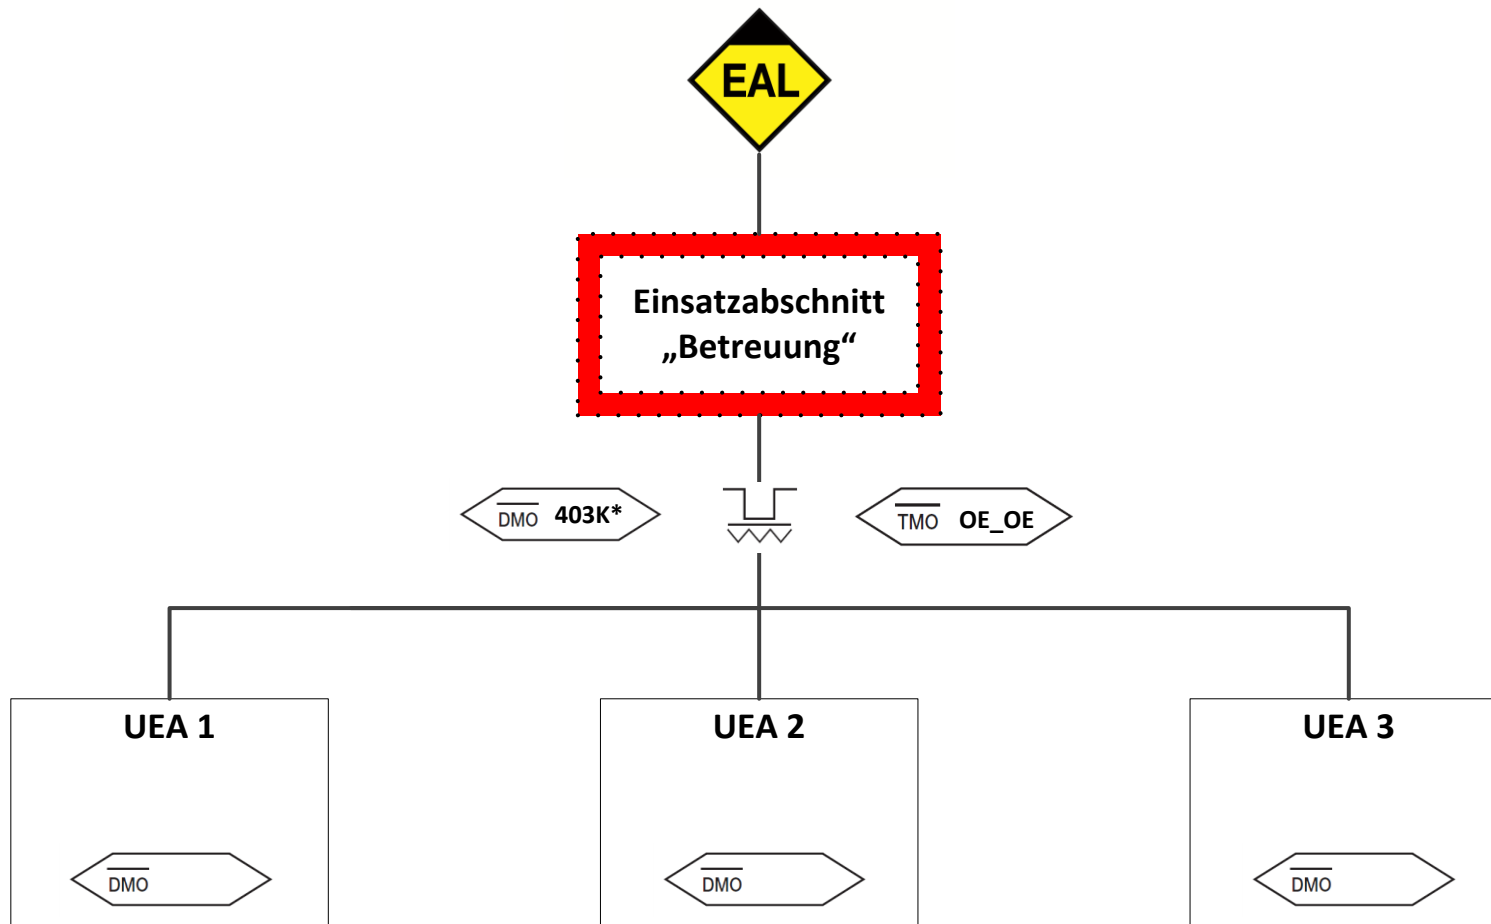 EAL
Einsatzabschnitt
„Betreuung“
DMO 403K*
TMO OE_OE
UEA 1
UEA 2
UEA 3
DMO
DMO
DMO